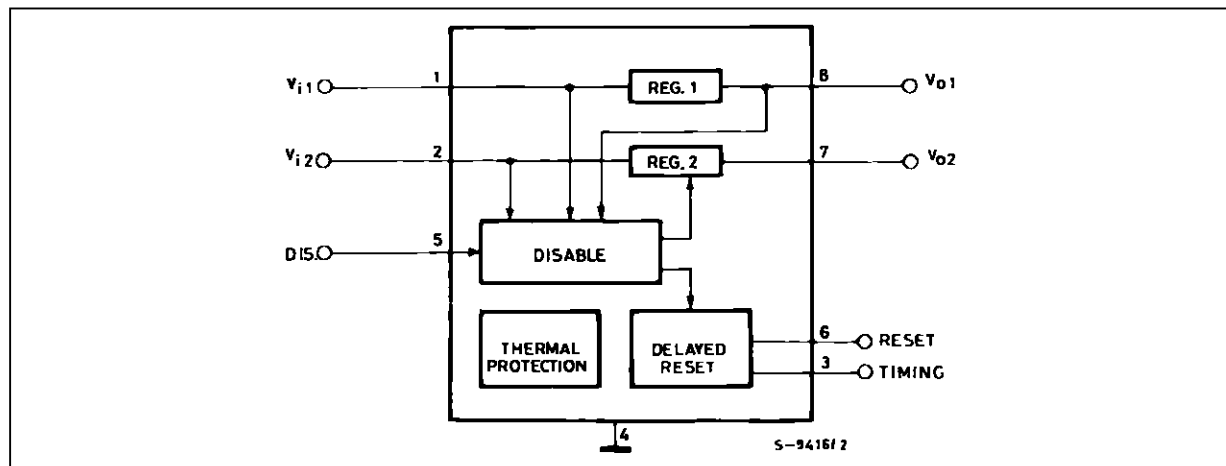 Vi1
1
REG. 1
8
Vo1
Vi2
2
REG. 2
7
Vo2
DIS.
5
DISABLE
THERMAL
PROTECTION
DELAYED
RESET
6
RESET
3
TIMING
4
S-9416/2